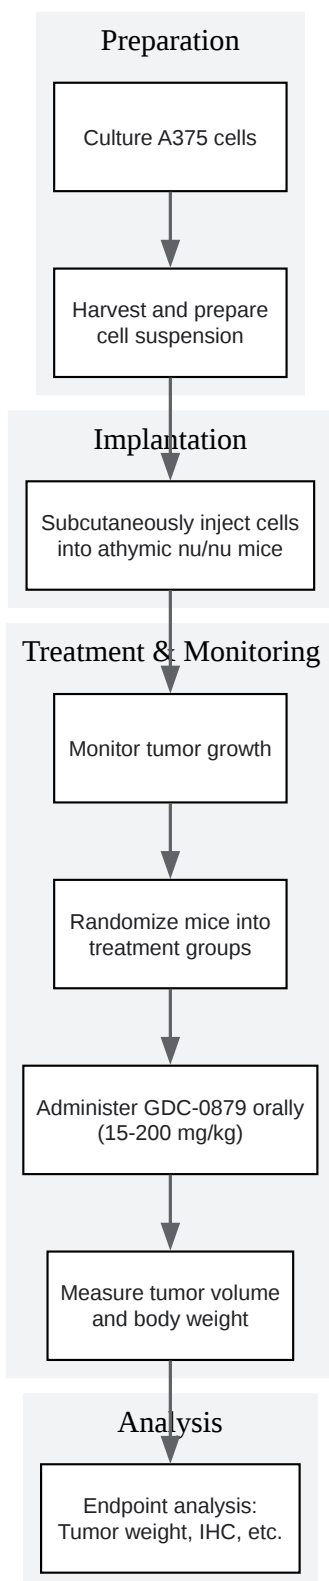 Preparation
Culture A375 cells
Harvest and prepare
cell suspension
Implantation
Subcutaneously inject cells
into athymic nu/nu mice
Treatment & Monitoring
Monitor tumor growth
Randomize mice into
treatment groups
Administer GDC-0879 orally
(15-200 mg/kg)
Measure tumor volume
and body weight
Analysis
Endpoint analysis:
Tumor weight, IHC, etc.